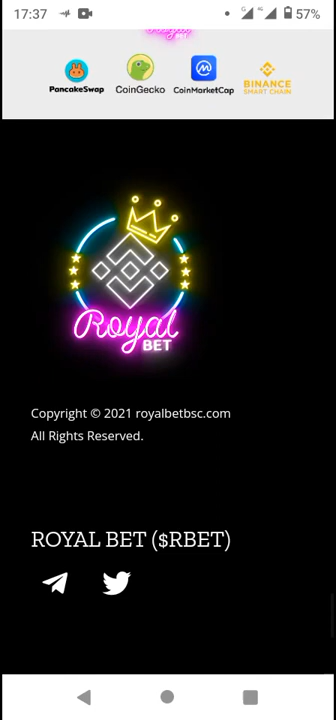 17:37
57%
PancakeSwap
CoinGecko
CoinMarketCap
BINANCE
SMART CHAIN
Royal
BET
Copyright © 2021 royalbetbsc.com
All Rights Reserved.
ROYAL BET ($RBET)